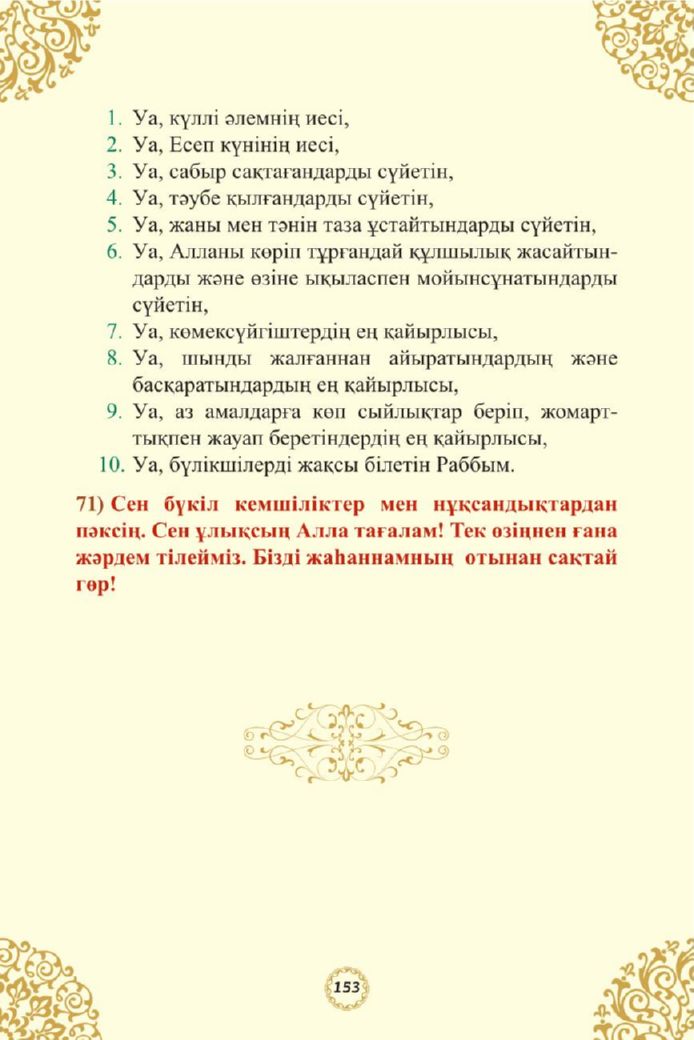 1. Уа, күллі әлемнің иесі,
2. Уа, Есеп күнінің иесі,
3. Уа, сабыр сақтағандарды сүйетін,
4. Уа, тәубе қылғандарды сүйетін,
5. Уа, жаны мен тәнін таза ұстайтындарды сүйетін,
6. Уа, Алланы көріп тұрғандай құлшылық жасайтын-
дарды және өзіне ықыласпен мойынсұнатындарды
сүйетін,
7. Уа, көмексүйгіштердің ең қайырлысы,
8. Уа, шынды жалғаннан айыратындардың және
басқаратындардың ең қайырлысы,
9. Уа, аз амалдарға көп сыйлықтар беріп, жомарт-
тықпен жауап беретіндердің ең қайырлысы,
10. Уа, бүлікшілерді жақсы білетін Раббым.
71) Сен бүкіл кемшіліктер мен нұқсандықтардан
пәксің. Сен ұлықсың Алла тағалам! Тек өзіңнен ғана
жәрдем тілейміз. Бізді жаһаннамның отынан сақтай
гөр!
153